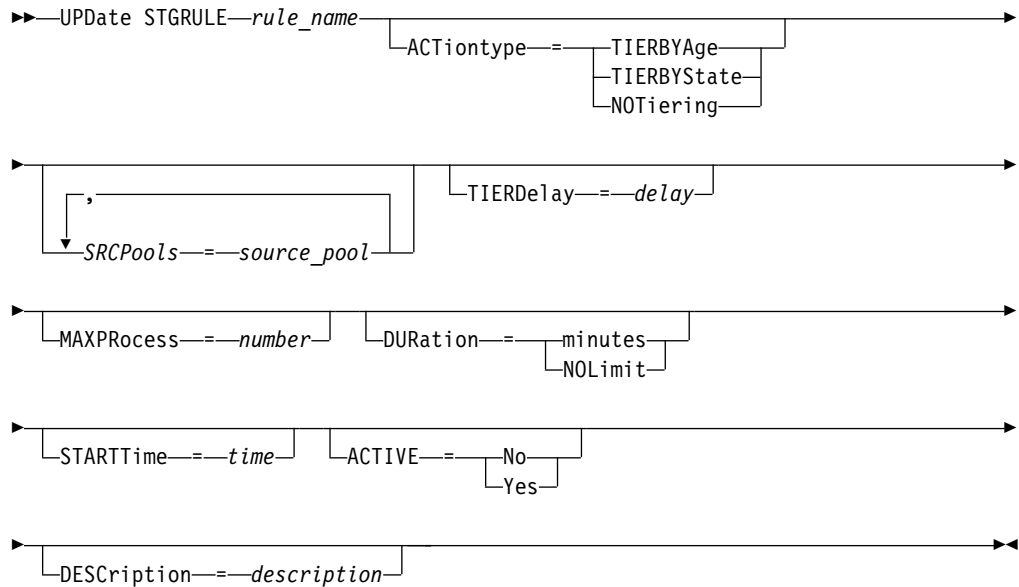 UPDate STGRULE rule_name
ACTiontype = TIERBYAge
TIERBYState
NOTiering
,
SRCPools = source_pool
TIERDelay = delay
MAXPRocess = number
DURation = minutes
NOLimit
STARTTime = time
ACTIVE = No
Yes
DESCription = description